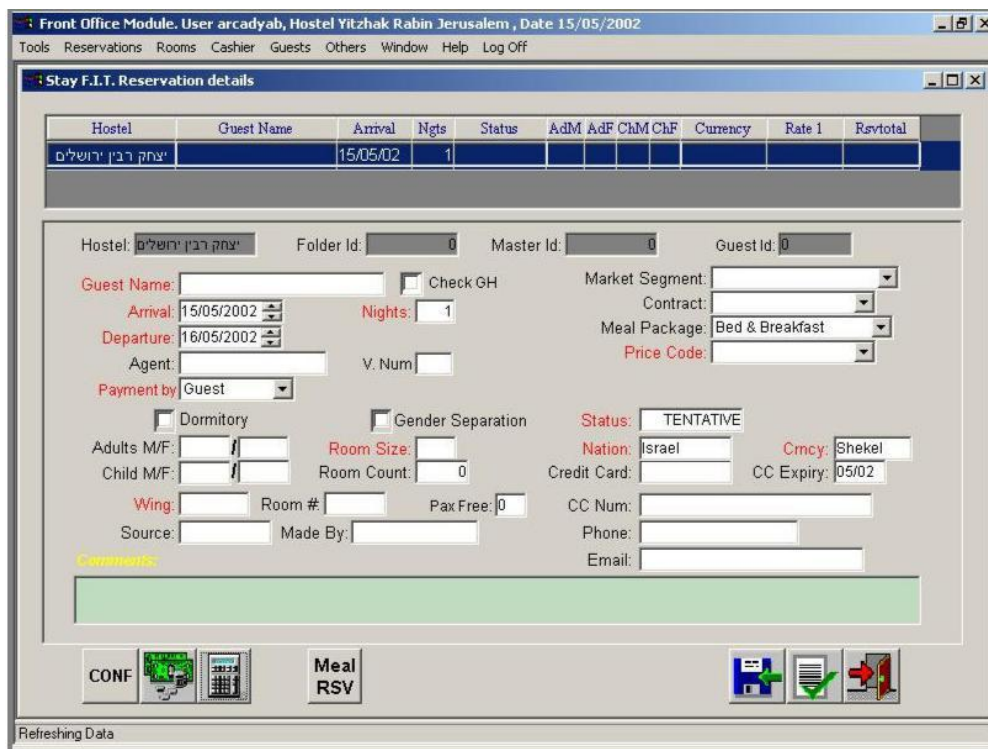 Front Office Module. User arcadyab, Hostel Yitzhak Rabin Jerusalem , Date 15/05/2002
Tools Reservations Rooms Cashier Guests Others Window Help Log Off
Stay F.I.T. Reservation details
Hostel Guest Name Arrival Ngts Status AdM AdF ChM ChF Currency Rate 1 Rsvtotal
יצחק רבין ירושלים 15/05/02 1
Hostel: יצחק רבין ירושלים Folder Id: 0 Master Id: 0 Guest Id: 0
Guest Name: Check GH Market Segment:
Arrival: 15/05/2002 Nights: 1 Contract:
Departure: 16/05/2002 Meal Package: Bed & Breakfast
Agent: V. Num Price Code:
Payment by Guest
Dormitory Gender Separation Status: TENTATIVE
Adults M/F: / Room Size: Nation: Israel Crncy: Shekel
Child M/F: / Room Count: 0 Credit Card: CC Expiry: 05/02
Wing: Room #: Pax Free: 0 CC Num:
Source: Made By: Phone:
Comments: Email:
CONF Meal RSV
Refreshing Data